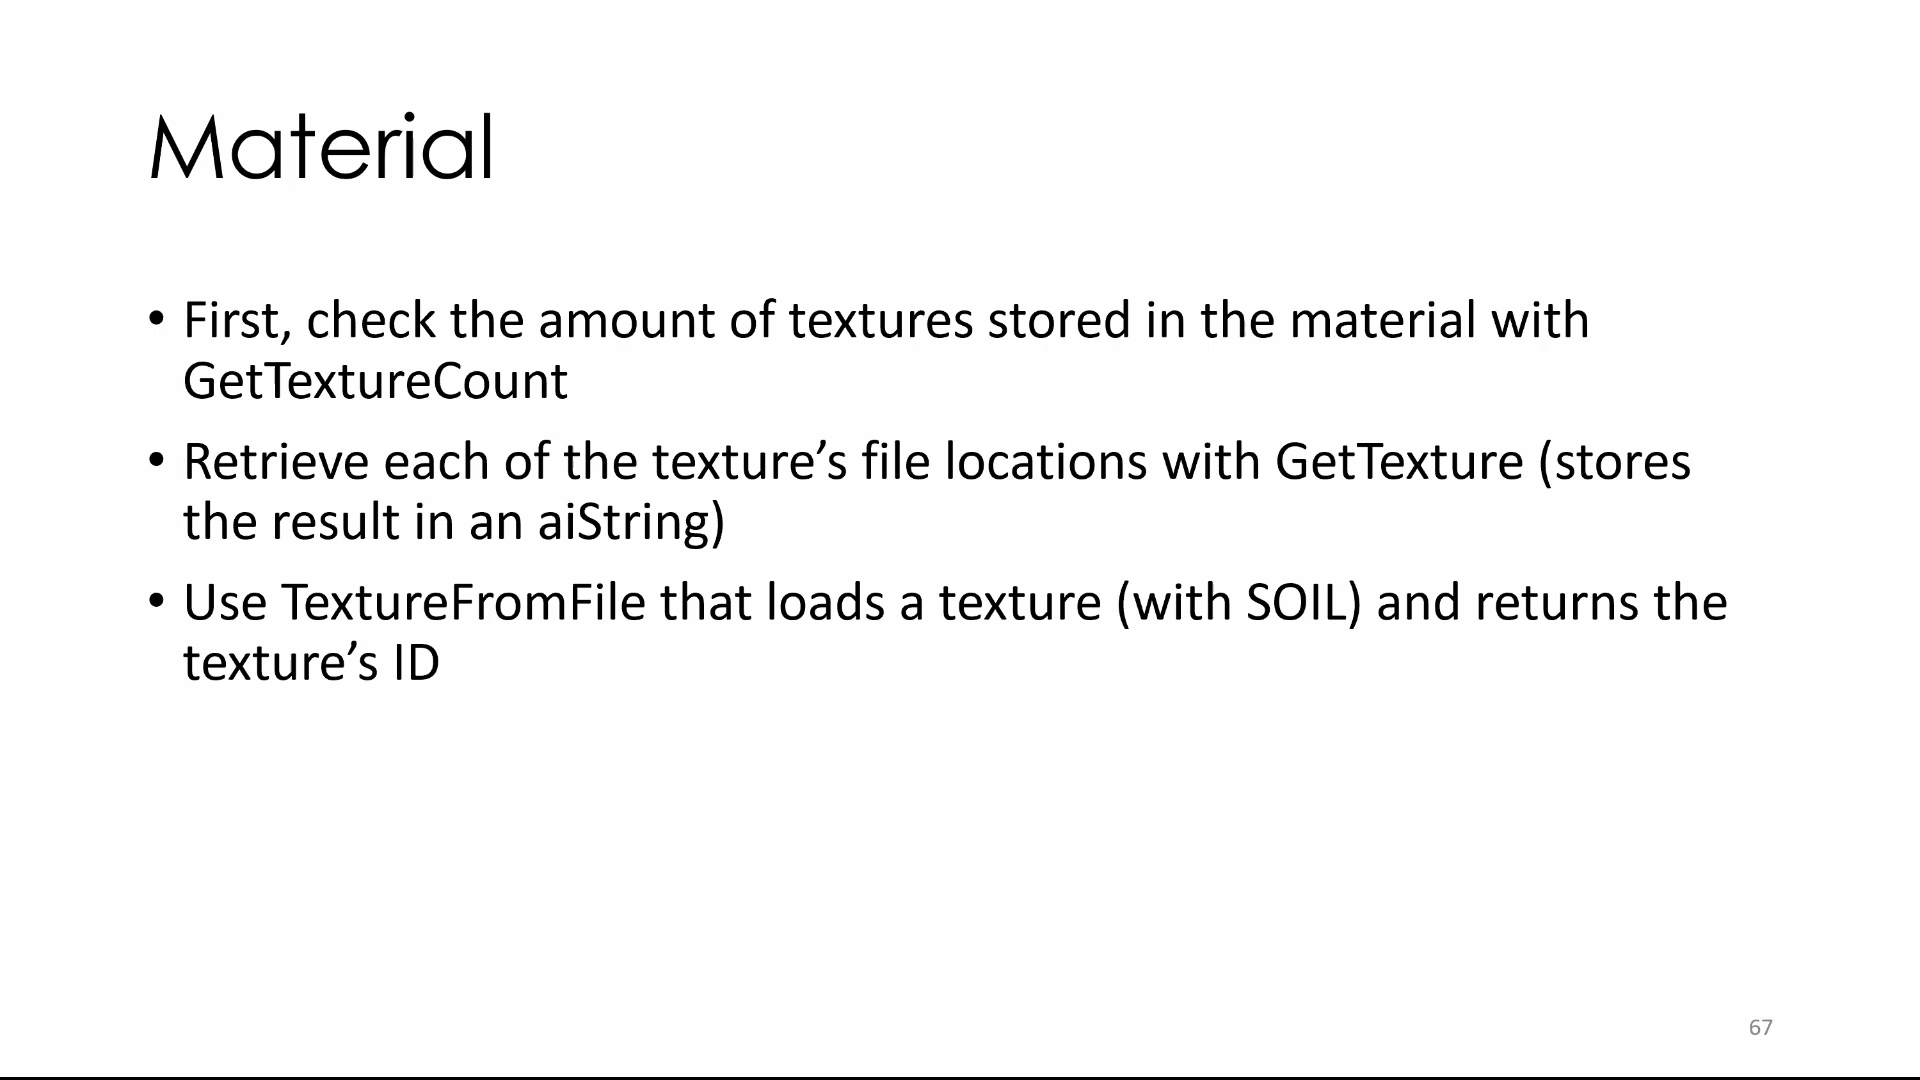 Material
• First, check the amount of textures stored in the material with
GetTextureCount
• Retrieve each of the texture’s file locations with GetTexture (stores
the result in an aiString)
• Use TextureFromFile that loads a texture (with SOIL) and returns the
texture’s ID
67